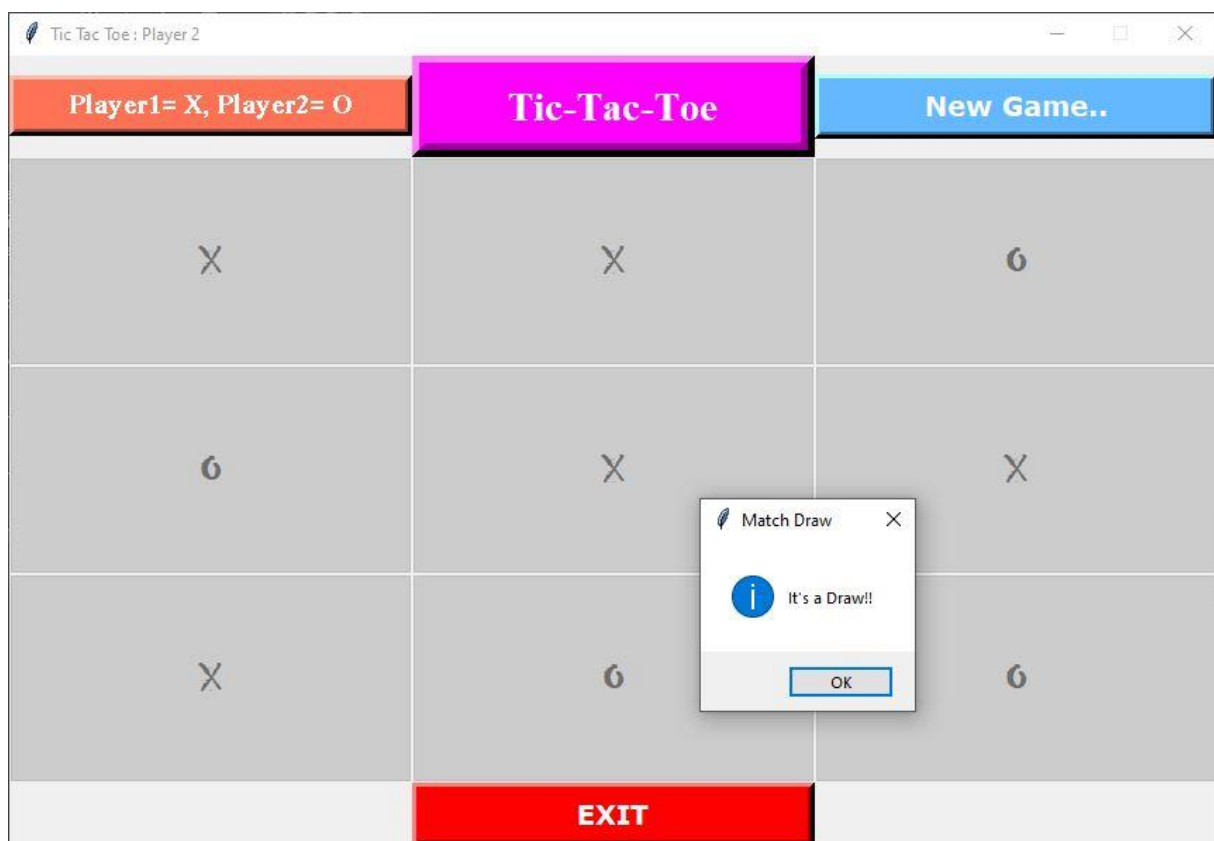 Tic Tac Toe : Player 2
Player1= X, Player2= O
Tic-Tac-Toe
New Game..
X X O
O X X
Match Draw
It's a Draw!!
OK
X O O
EXIT